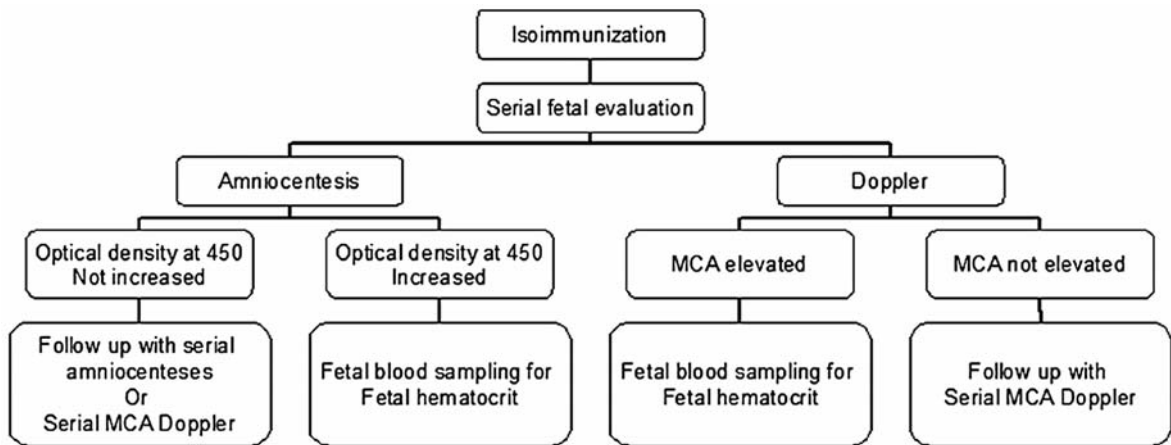 Isoimmunization
Serial fetal evaluation
Amniocentesis
Doppler
Optical density at 450
Not increased
Optical density at 450
Increased
MCA elevated
MCA not elevated
Follow up with serial
amniocenteses
Or
Serial MCA Doppler
Fetal blood sampling for
Fetal hematocrit
Fetal blood sampling for
Fetal hematocrit
Follow up with
Serial MCA Doppler